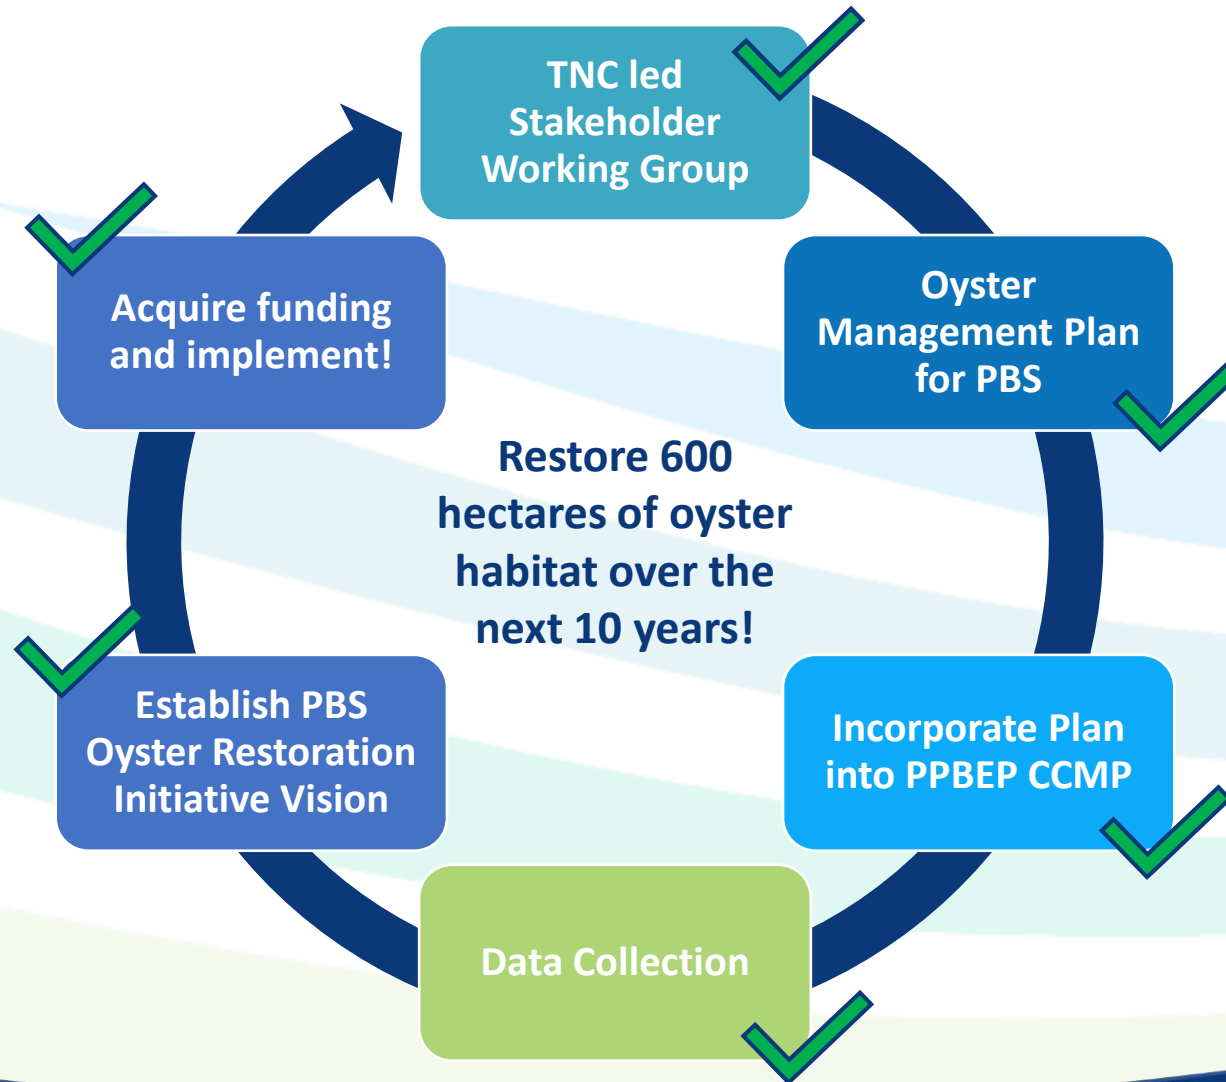 TNC led
Stakeholder
Working Group
Oyster
Management Plan
for PBS
Incorporate Plan
into PPBEP CCMP
Data Collection
Establish PBS
Oyster Restoration
Initiative Vision
Acquire funding
and implement!
Restore 600
hectares of oyster
habitat over the
next 10 years!